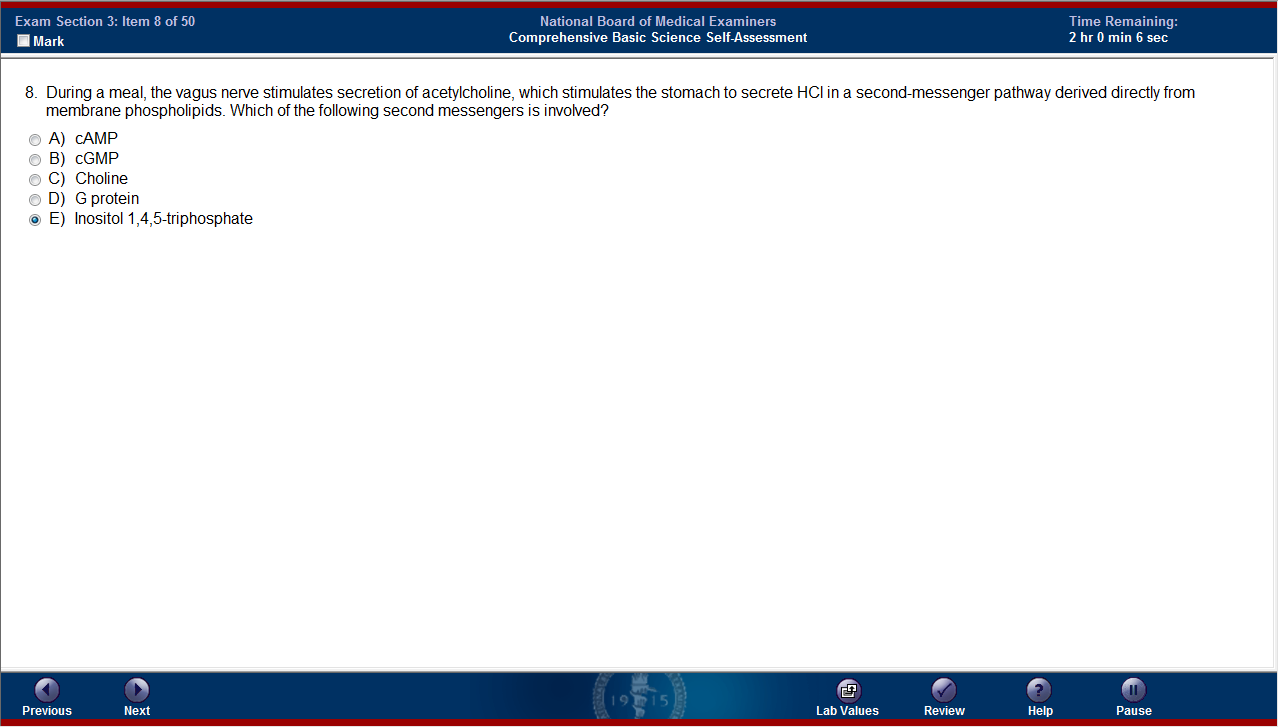 Exam Section 3: Item 8 of 50
National Board of Medical Examiners
Time Remaining:
Mark
Comprehensive Basic Science Self-Assessment
2 hr 0 min 6 sec
8. During a meal, the vagus nerve stimulates secretion of acetylcholine, which stimulates the stomach to secrete HCl in a second-messenger pathway derived directly from
membrane phospholipids. Which of the following second messengers is involved?
A) cAMP
B) cGMP
C) Choline
D) G protein
E) Inositol 1,4,5-triphosphate
1915
Previous
Next
Lab Values
Review
Help
Pause